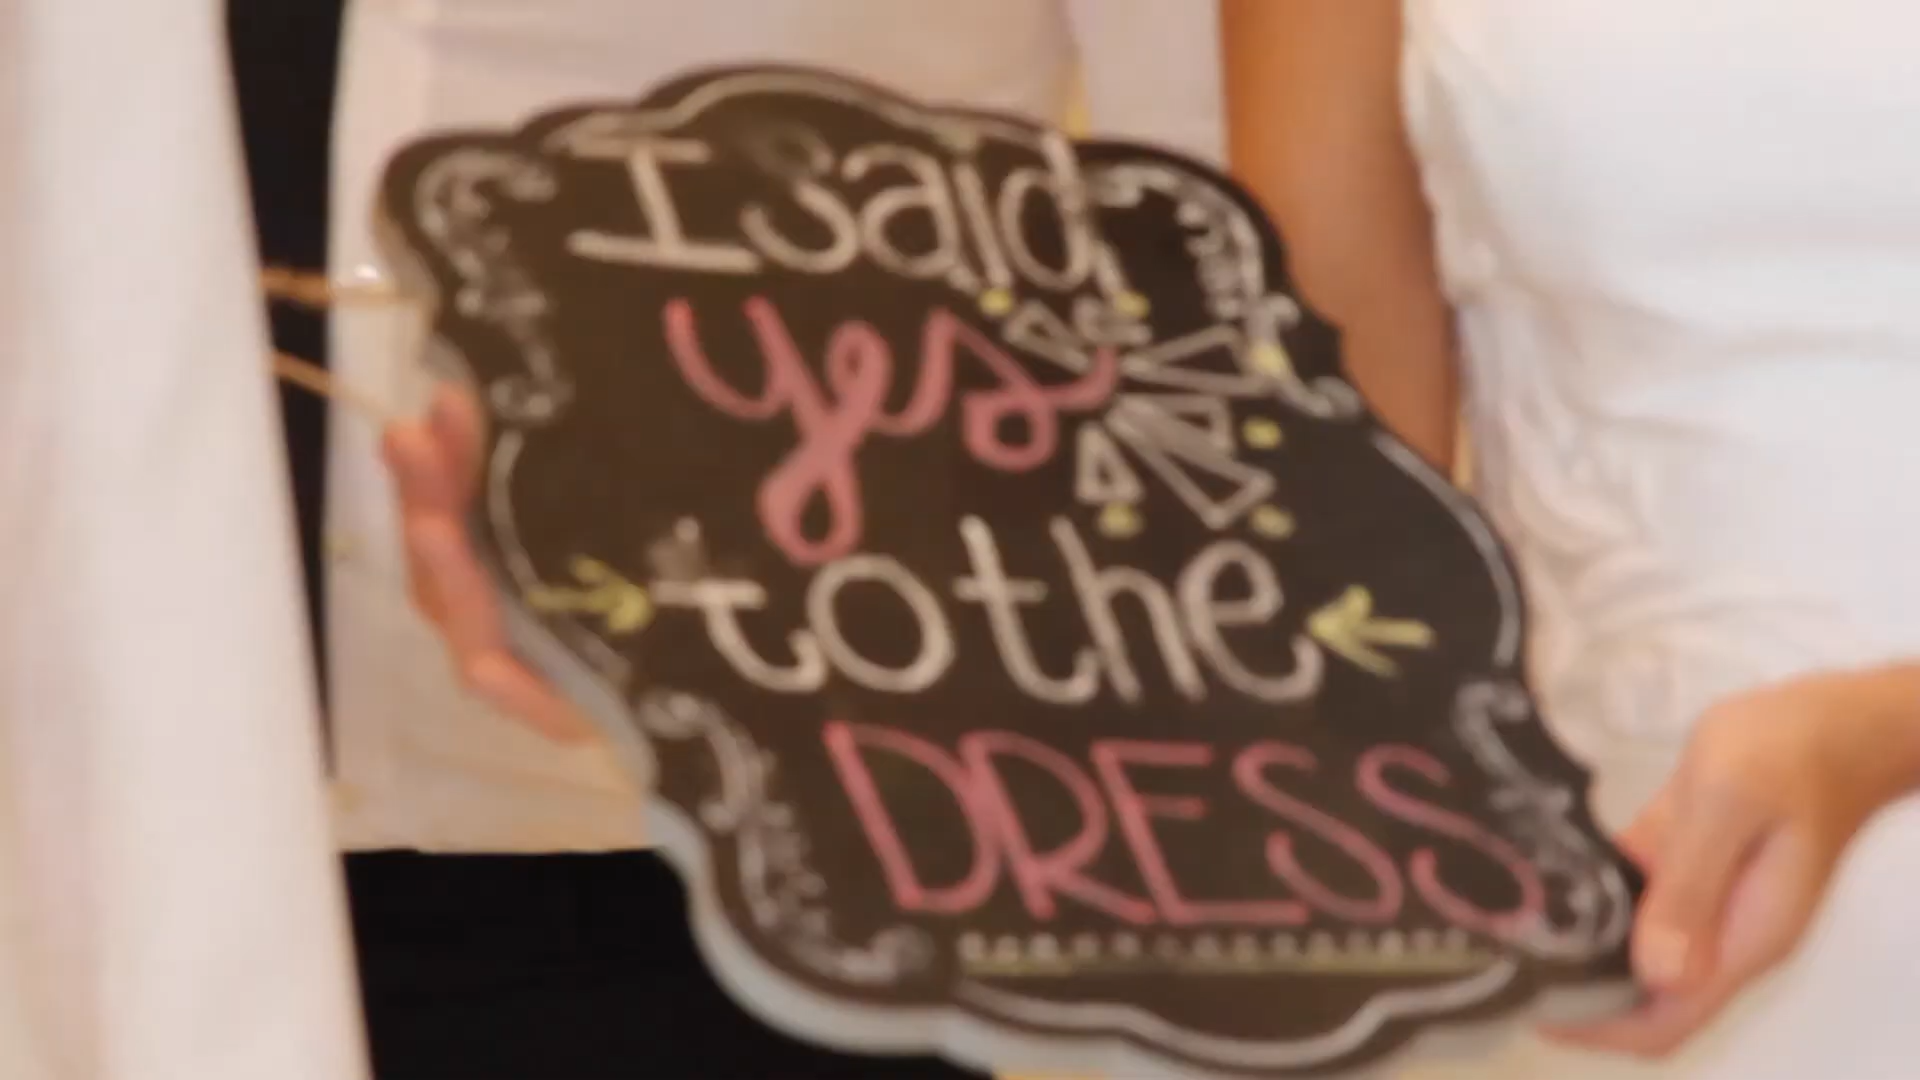 I said
yes
to the
DRESS